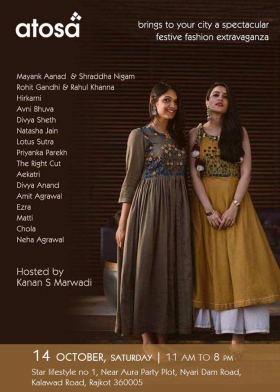 atosa
brings to your city a spectacular
festive fashion extravaganza
Mayank Aanad & Shraddha Nigam
Rohit Gandhi & Rahul Khanna
Hirkami
Avni Bhuva
Divya Sheth
Natasha Jain
Lotus Sutra
Priyanka Parekh
The Right Cut
Aekatri
Divya Anand
Amit Agrawal
Ezra
Matti
Chola
Neha Agrawal
Hosted by
Kanan S Marwadi
14 OCTOBER, SATURDAY | 11 AM TO 8 PM
Star lifestyle no 1, Near Aura Party Plot, Nyari Dam Road,
Kalawad Road, Rajkot 360005